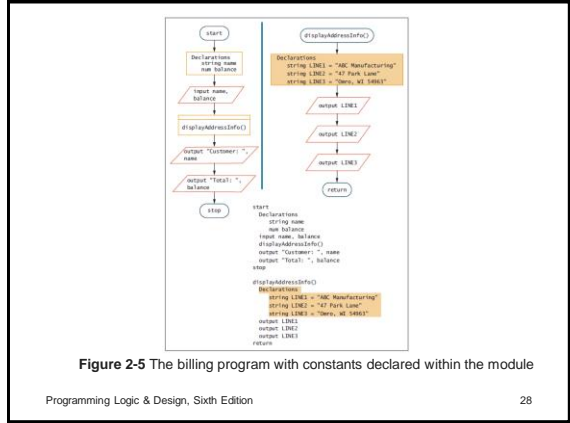 start
Declarations
string name
num balance
input name,
balance
displayAddressInfo()
output "Customer: ",
name
output "Total: ",
balance
stop
displayAddressInfo()
Declarations
string LINE1 = "ABC Manufacturing"
string LINE2 = "47 Park Lane"
string LINE3 = "Omro, WI 54963"
output LINE1
output LINE2
output LINE3
return
start
Declarations
string name
num balance
input name, balance
displayAddressInfo()
output "Customer: ", name
output "Total: ", balance
stop
displayAddressInfo()
Declarations
string LINE1 = "ABC Manufacturing"
string LINE2 = "47 Park Lane"
string LINE3 = "Omro, WI 54963"
output LINE1
output LINE2
output LINE3
return
Figure 2-5 The billing program with constants declared within the module
Programming Logic & Design, Sixth Edition
28